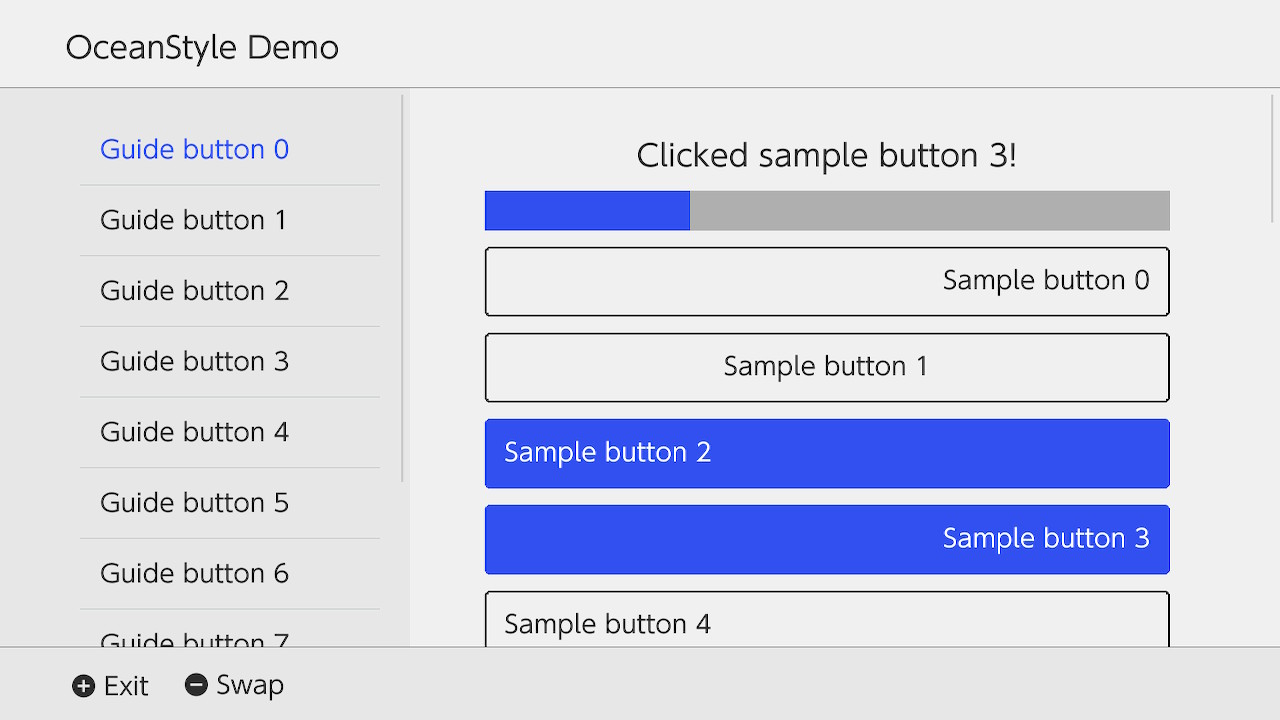 OceanStyle Demo
Guide button 0
Guide button 1
Guide button 2
Guide button 3
Guide button 4
Guide button 5
Guide button 6
Guide button 7
Clicked sample button 3!
Sample button 0
Sample button 1
Sample button 2
Sample button 3
Sample button 4
Exit
Swap